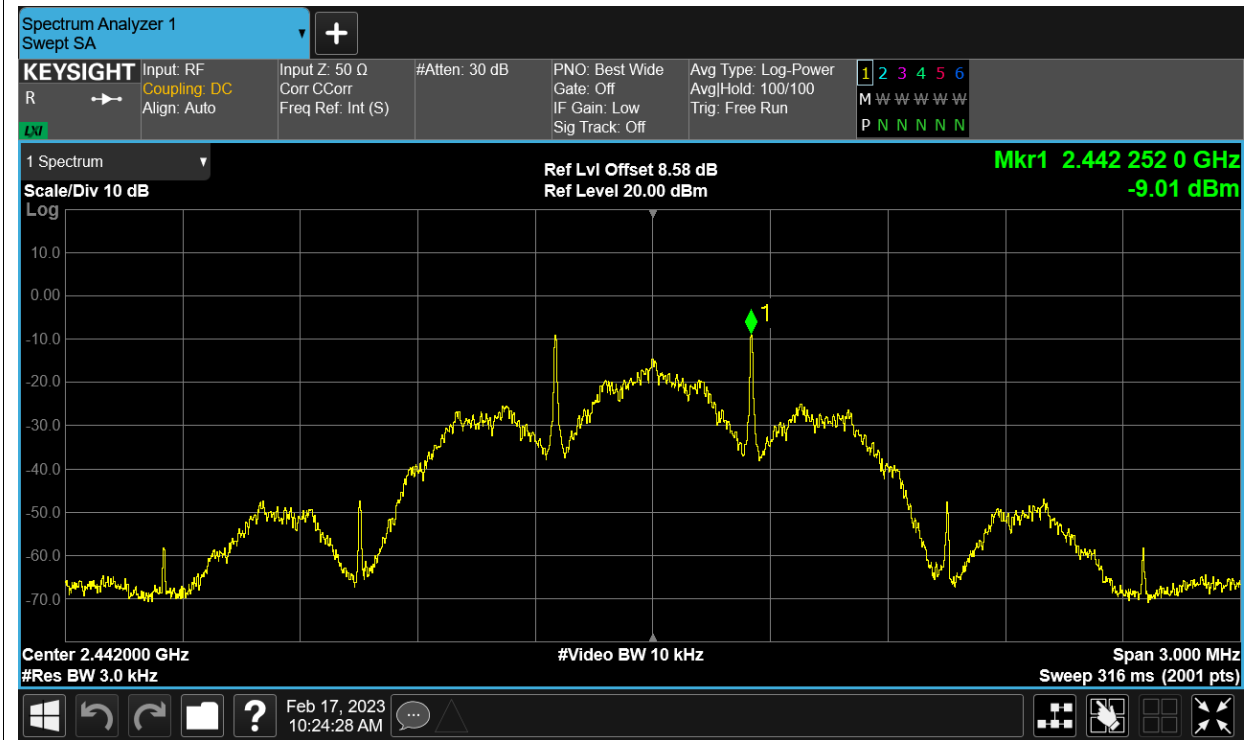 Spectrum Analyzer 1
Swept SA
KEYSIGHT
R
LXI
Input: RF
Coupling: DC
Align: Auto
Input Z: 50 Ω
Corr CCorr
Freq Ref: Int (S)
#Atten: 30 dB
PNO: Best Wide
Gate: Off
IF Gain: Low
Sig Track: Off
Avg Type: Log-Power
Avg|Hold: 100/100
Trig: Free Run
1 2 3 4 5 6
M W W W W W
P N N N N N
1 Spectrum
Scale/Div 10 dB
Log
Ref Lvl Offset 8.58 dB
Ref Level 20.00 dBm
Mkr1 2.442 252 0 GHz
-9.01 dBm
10.0
0.00
1
-10.0
-20.0
-30.0
-40.0
-50.0
-60.0
-70.0
Center 2.442000 GHz
#Video BW 10 kHz
Span 3.000 MHz
#Res BW 3.0 kHz
Sweep 316 ms (2001 pts)
?
Feb 17, 2023
10:24:28 AM